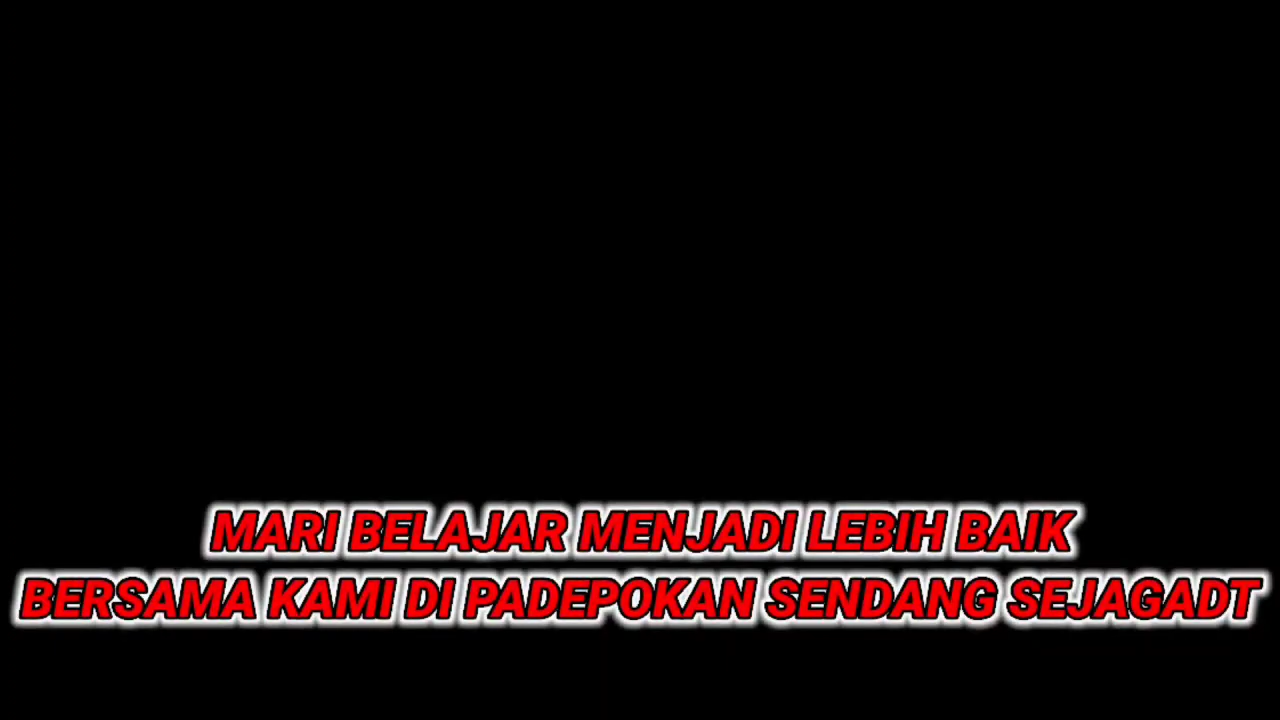 MARI BELAJAR MENJADI LEBIH BAIK
BERSAMA KAMI DI PADEPOKAN SENDANG SEJAGADT